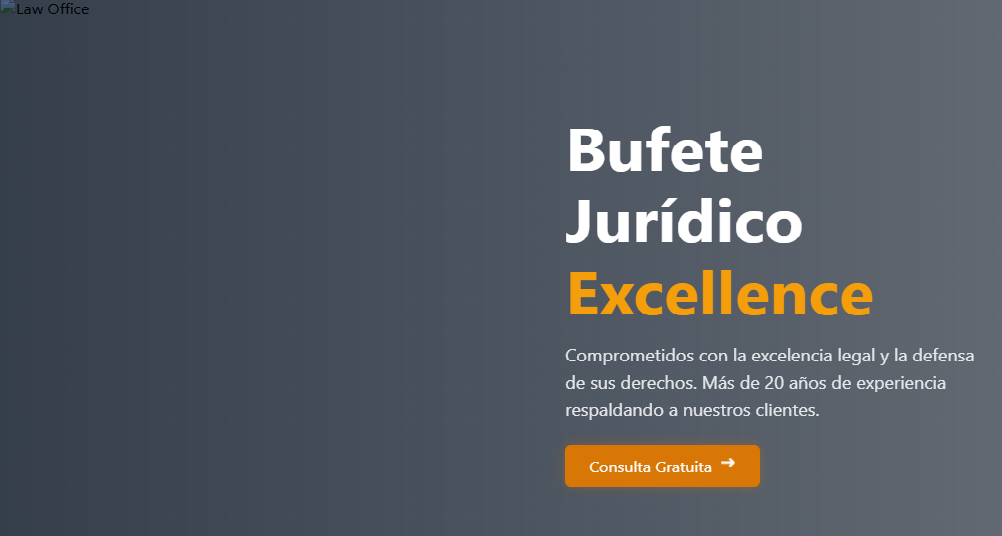 Law Office
Bufete
Jurídico
Excellence
Comprometidos con la excelencia legal y la defensa
de sus derechos. Más de 20 años de experiencia
respaldando a nuestros clientes.
Consulta Gratuita →